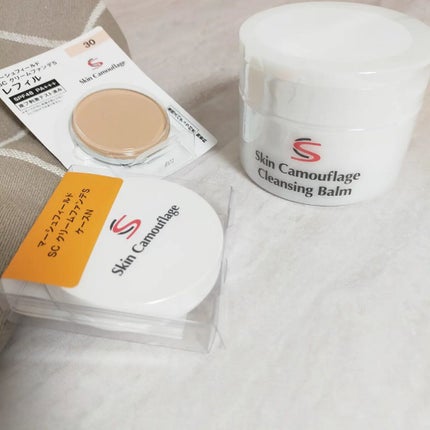 30
マーシュフィールド
SC クリームファンデS
レフィル
SPF48 PA+++
Skin Camouflage
マーシュフィールド
SC クリームファンデS
ケースN
Skin Camouflage
Skin Camouflage
Cleansing Balm